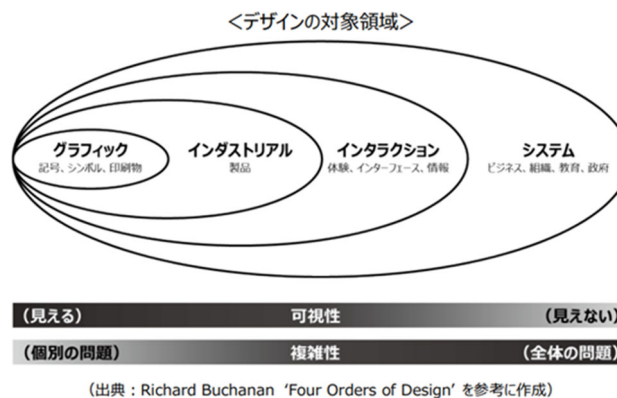 ＜デザインの対象領域＞
グラフィック
記号、シンボル、印刷物
インダストリアル
製品
インタラクション
体験、インターフェース、情報
システム
ビジネス、組織、教育、政府
（見える） 可視性 （見えない）
（個別の問題） 複雑性 （全体の問題）
（出典：Richard Buchanan ‘Four Orders of Design’ を参考に作成）